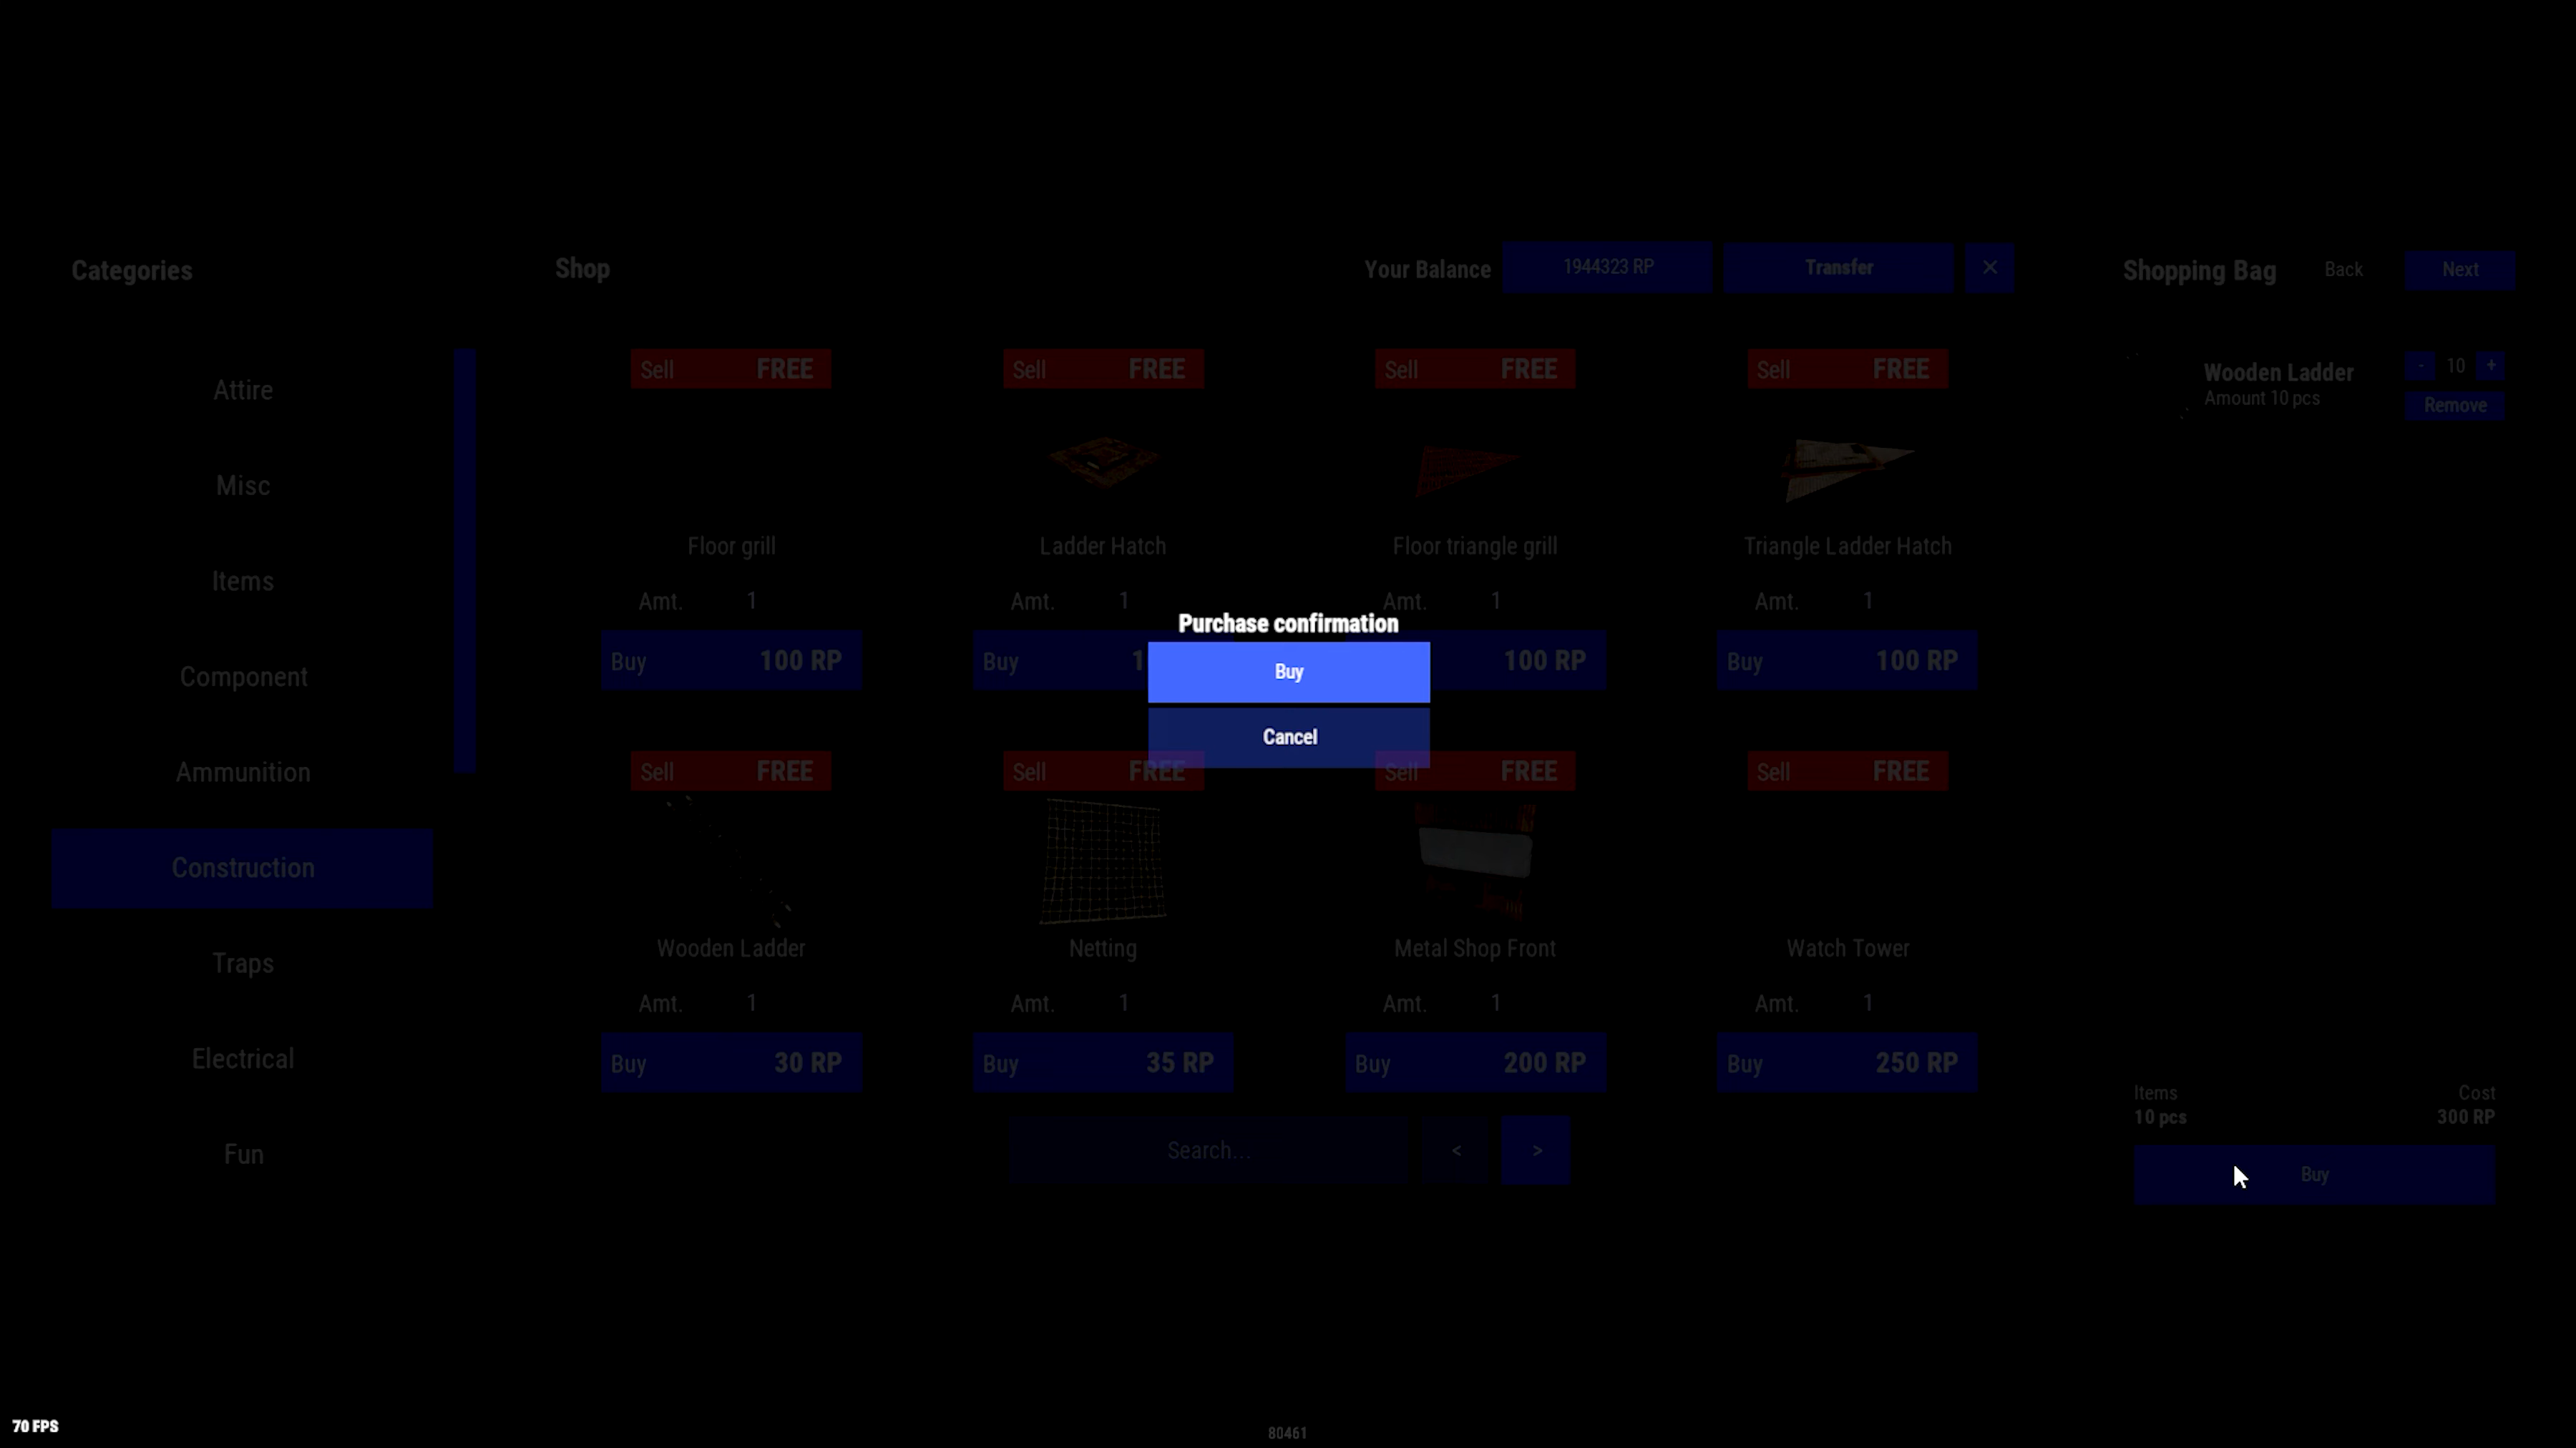 Categories
Shop
Your Balance
1944323 RP
Transfer
×
Shopping Bag
Back
Next
Attire
Misc
Items
Component
Ammunition
Construction
Traps
Electrical
Fun
Sell FREE
Sell FREE
Sell FREE
Sell FREE
Floor grill
Ladder Hatch
Floor triangle grill
Triangle Ladder Hatch
Amt. 1
Amt. 1
Amt. 1
Amt. 1
Buy 100 RP
Buy 1
100 RP
Buy 100 RP
Purchase confirmation
Buy
Cancel
Sell FREE
Sell FREE
Sell FREE
Sell FREE
Wooden Ladder
Netting
Metal Shop Front
Watch Tower
Amt. 1
Amt. 1
Amt. 1
Amt. 1
Buy 30 RP
Buy 35 RP
Buy 200 RP
Buy 250 RP
Search...
<
>
Wooden Ladder
Amount 10 pcs
- 10 +
Remove
Items Cost
10 pcs 300 RP
Buy
70 FPS
80461